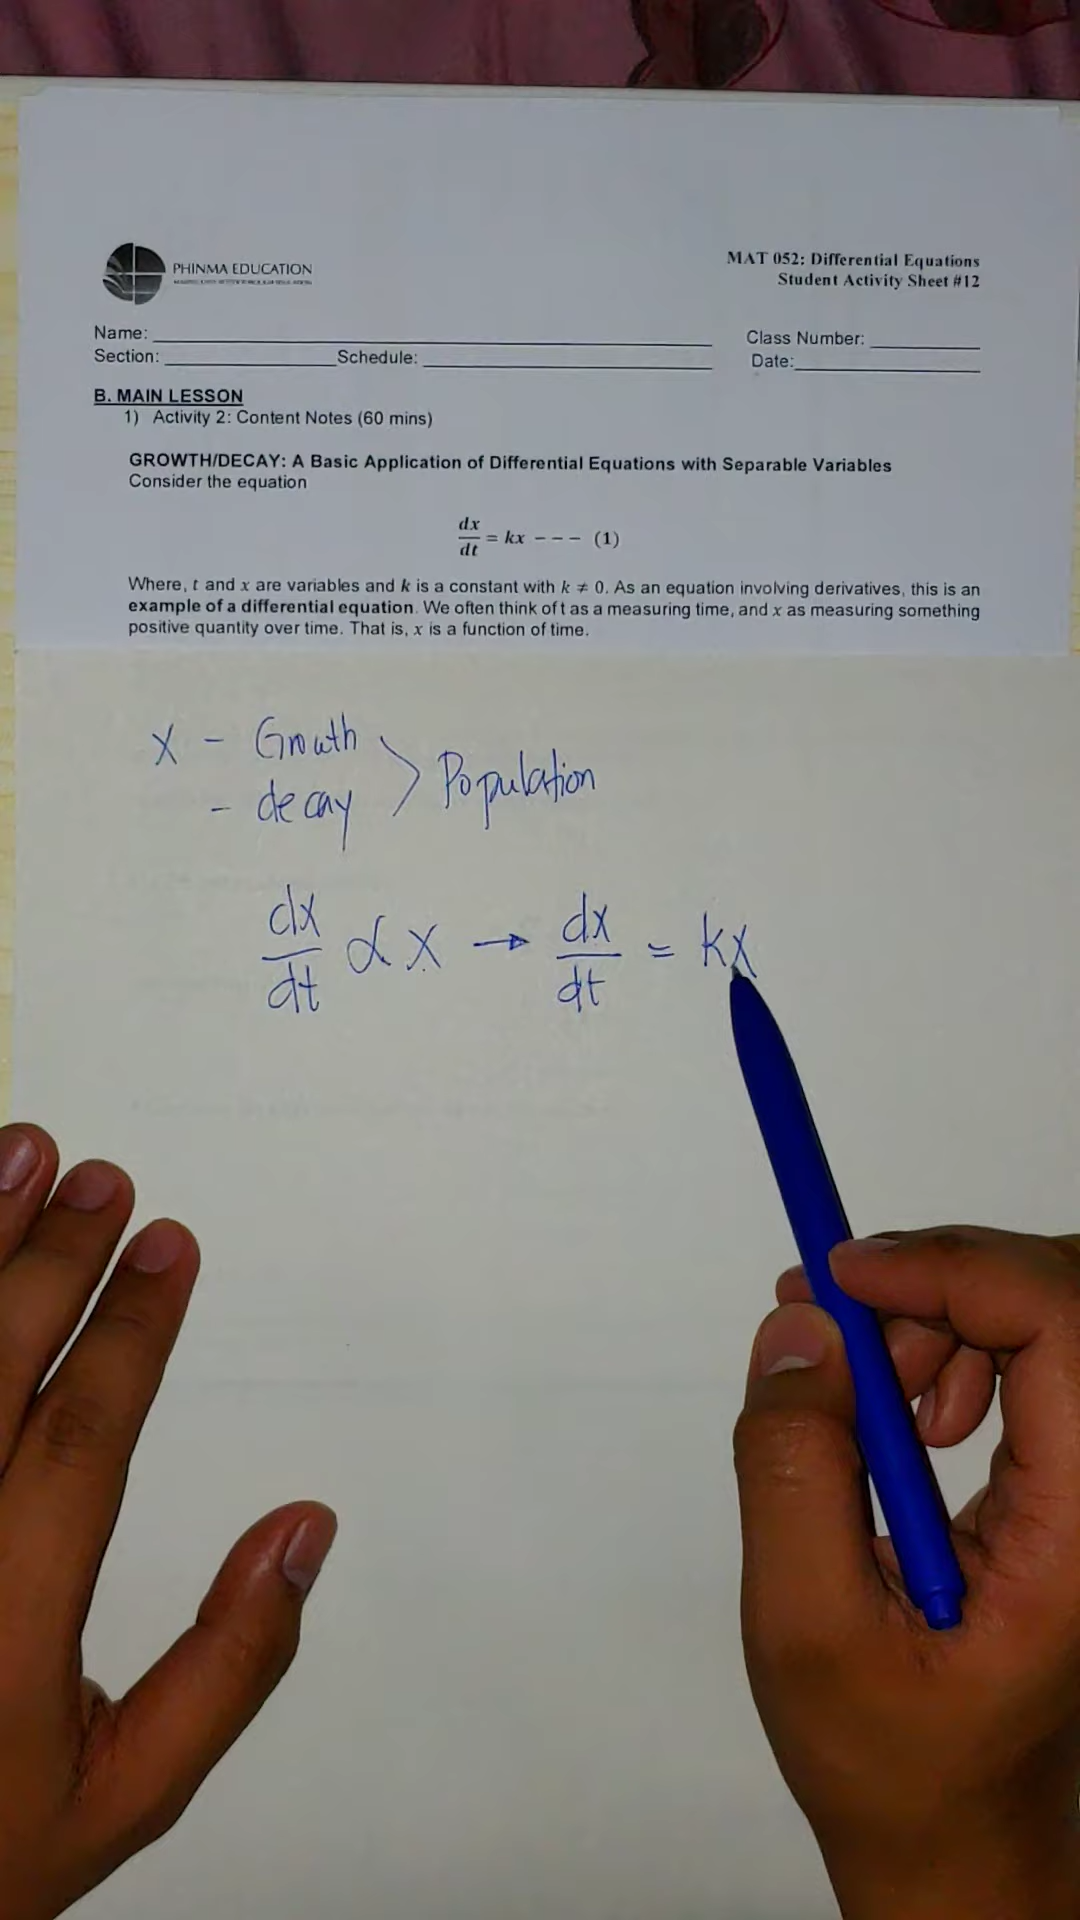 PHINMA EDUCATION
MAT 052: Differential Equations
Student Activity Sheet #12
Name: Class Number:
Section: Schedule: Date:
B. MAIN LESSON
1) Activity 2: Content Notes (60 mins)
GROWTH/DECAY: A Basic Application of Differential Equations with Separable Variables
Consider the equation
dx/dt = kx - - - (1)
Where, t and x are variables and k is a constant with k ≠ 0. As an equation involving derivatives, this is an
example of a differential equation. We often think of t as a measuring time, and x as measuring something
positive quantity over time. That is, x is a function of time.
x - Growth
- decay > Population
dx/dt ∝ x → dx/dt = kx